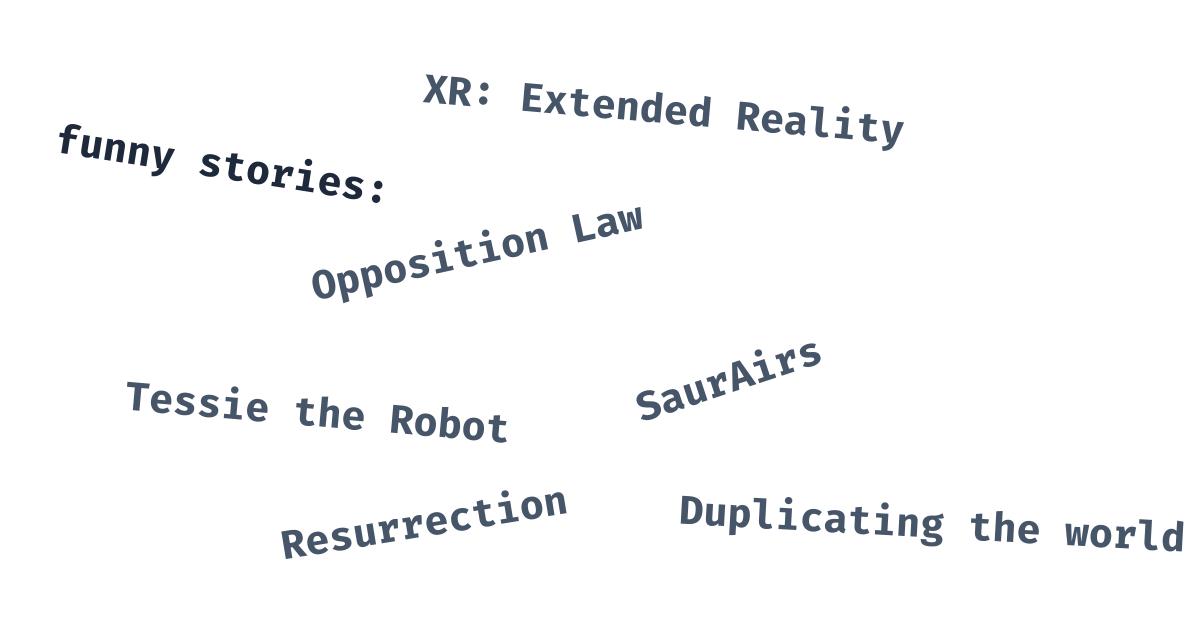 funny stories:
XR: Extended Reality
Opposition Law
SaurAirs
Tessie the Robot
Resurrection
Duplicating the world